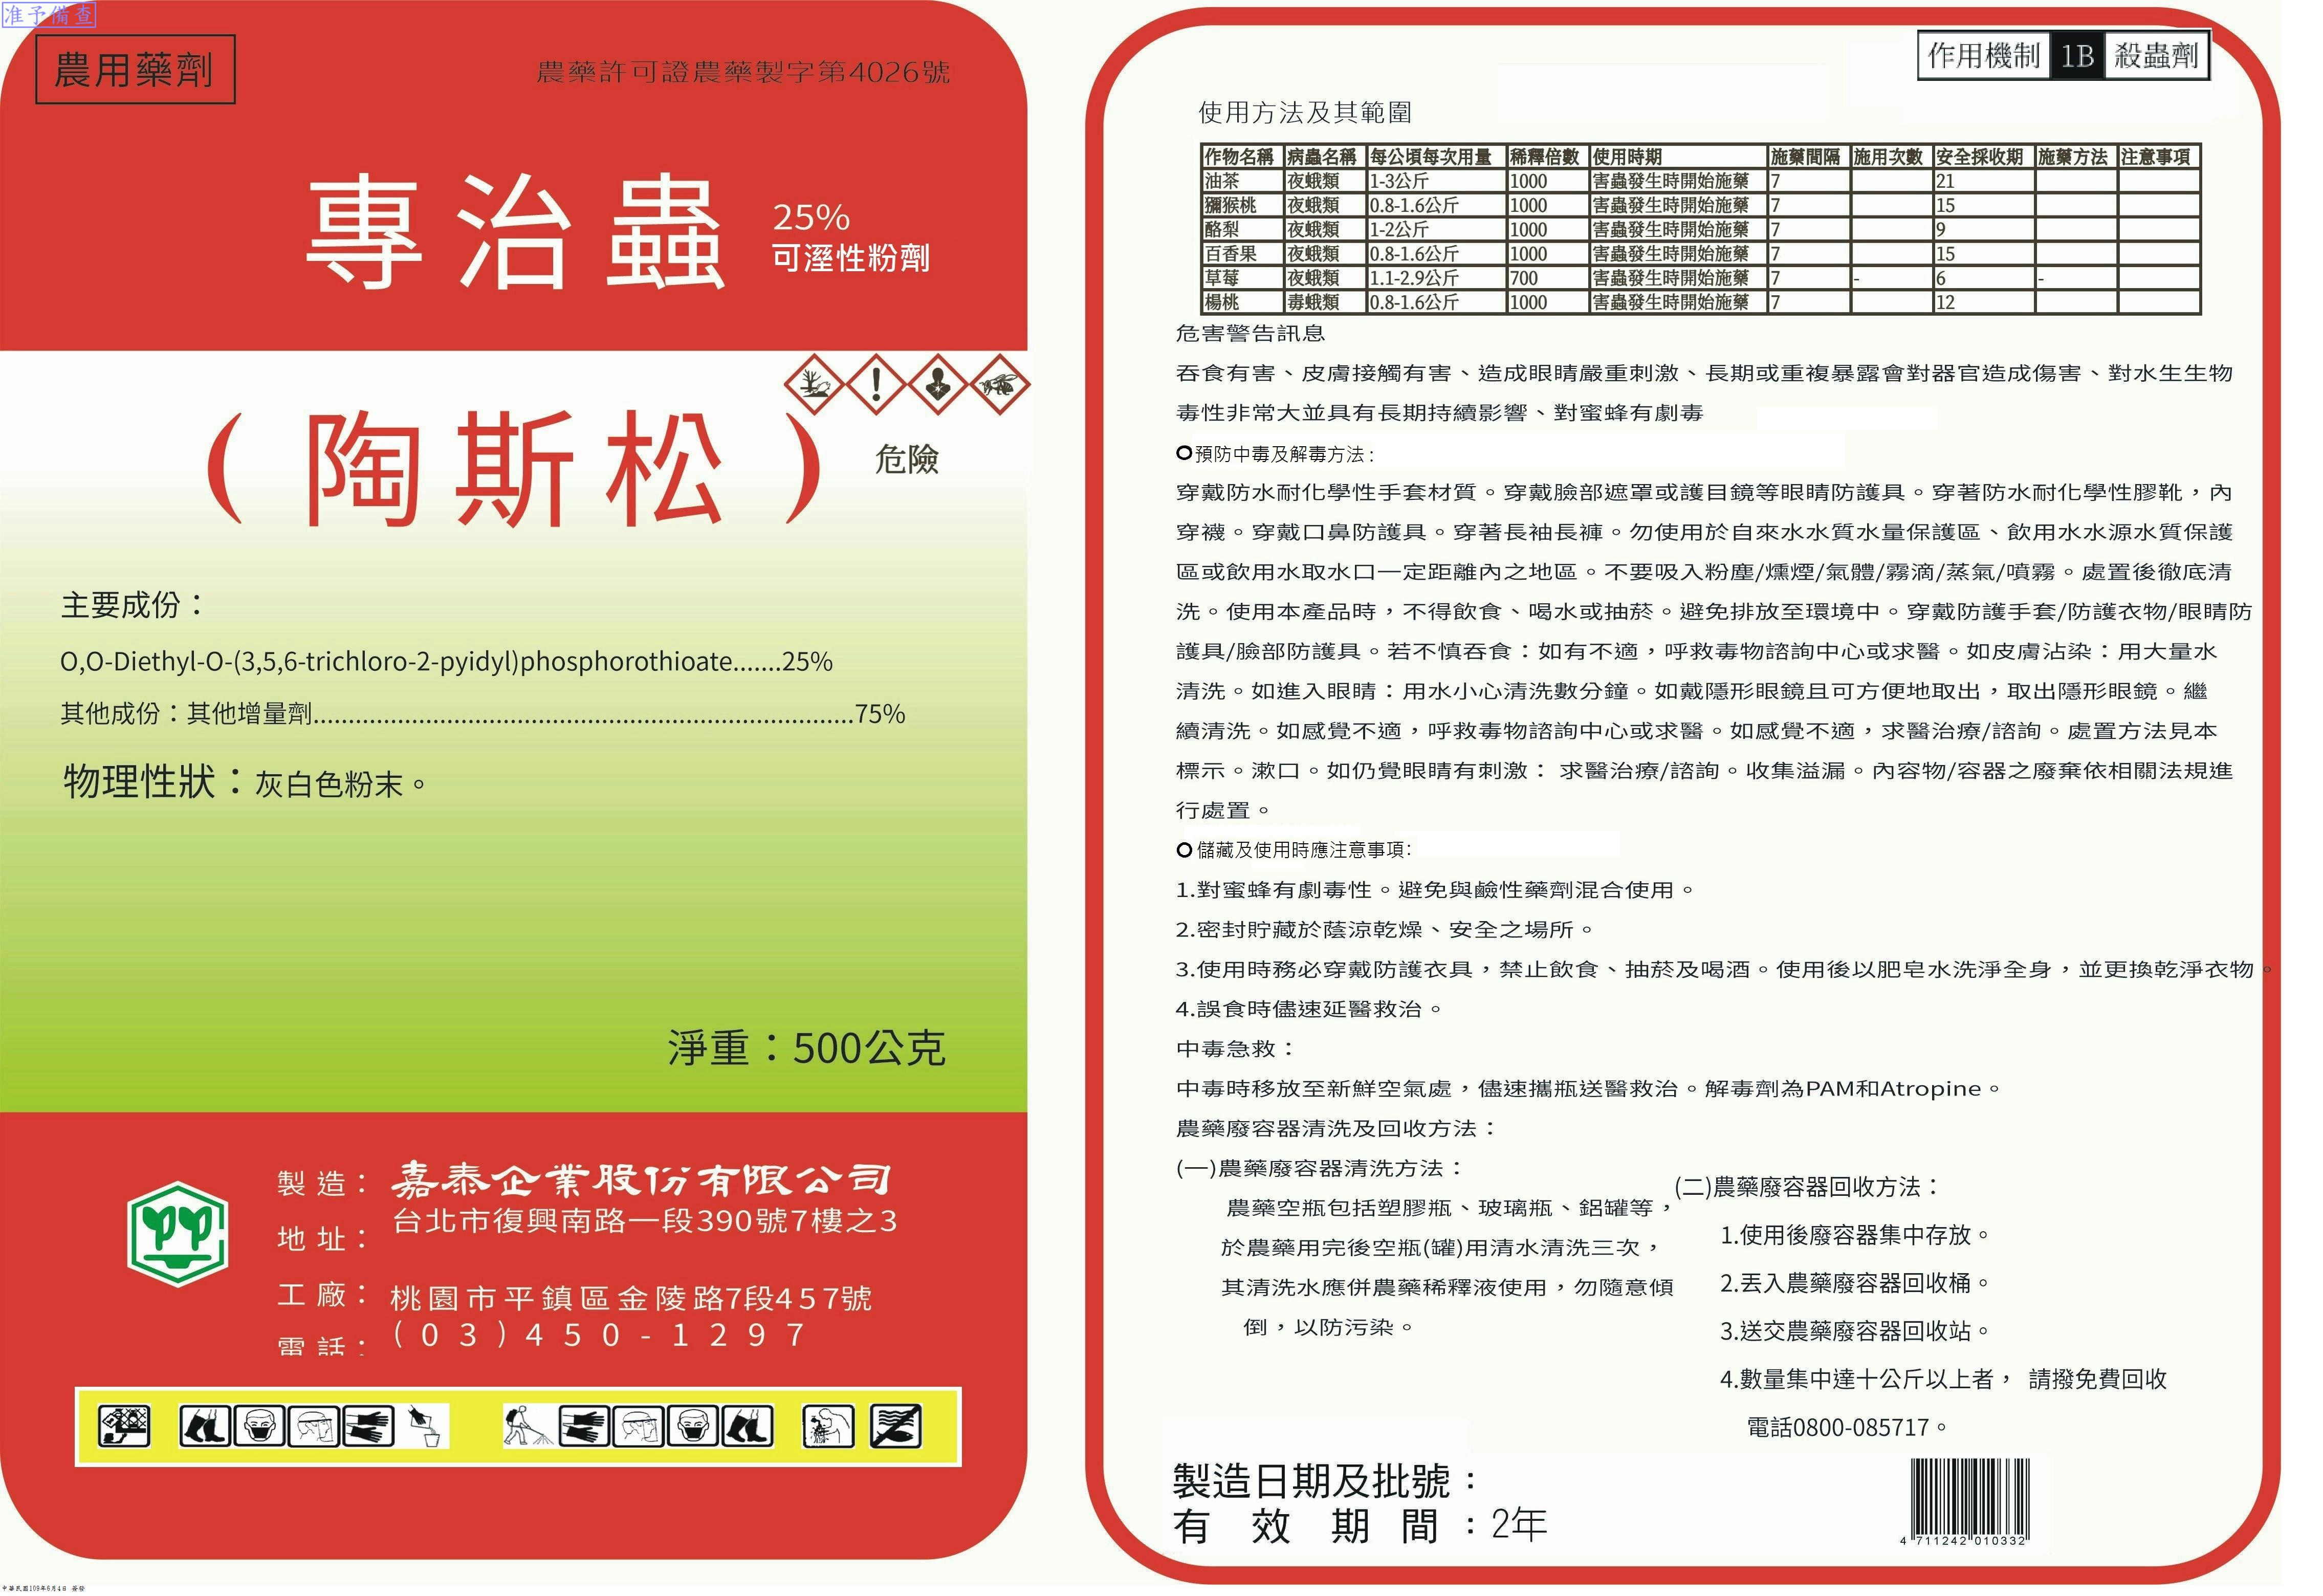 准予備查
農用藥劑
農藥許可證農藥製字第4026號
專治蟲
25%
可溼性粉劑
(陶斯松)
危險
主要成份：
O,O-Diethyl-O-(3,5,6-trichloro-2-pyidyl)phosphorothioate.......25%
其他成份：其他增量劑.............................................................................75%
物理性狀：灰白色粉末。
淨重：500公克
製造：嘉泰企業股份有限公司
地址：台北市復興南路一段390號7樓之3
工廠：桃園市平鎮區金陵路7段457號
電話：(03)450-1297
中華民國109年6月4日 簽發
作用機制 1B 殺蟲劑
使用方法及其範圍
作物名稱 病蟲名稱 每公頃每次用量 稀釋倍數 使用時期 施藥間隔 施用次數 安全採收期 施藥方法 注意事項
油茶 夜蛾類 1-3公斤 1000 害蟲發生時開始施藥 7 21
獼猴桃 夜蛾類 0.8-1.6公斤 1000 害蟲發生時開始施藥 7 15
酪梨 夜蛾類 1-2公斤 1000 害蟲發生時開始施藥 7 9
百香果 夜蛾類 0.8-1.6公斤 1000 害蟲發生時開始施藥 7 15
草莓 夜蛾類 1.1-2.9公斤 700 害蟲發生時開始施藥 7 - 6 -
楊桃 毒蛾類 0.8-1.6公斤 1000 害蟲發生時開始施藥 7 12
危害警告訊息
吞食有害、皮膚接觸有害、造成眼睛嚴重刺激、長期或重複暴露會對器官造成傷害、對水生生物
毒性非常大並具有長期持續影響、對蜜蜂有劇毒
預防中毒及解毒方法:
穿戴防水耐化學性手套材質。穿戴臉部遮罩或護目鏡等眼睛防護具。穿著防水耐化學性膠靴，內
穿襪。穿戴口鼻防護具。穿著長袖長褲。勿使用於自來水水質水量保護區、飲用水水源水質保護
區或飲用水取水口一定距離內之地區。不要吸入粉塵/燻煙/氣體/霧滴/蒸氣/噴霧。處置後徹底清
洗。使用本產品時，不得飲食、喝水或抽菸。避免排放至環境中。穿戴防護手套/防護衣物/眼睛防
護具/臉部防護具。若不慎吞食：如有不適，呼救毒物諮詢中心或求醫。如皮膚沾染：用大量水
清洗。如進入眼睛：用水小心清洗數分鐘。如戴隱形眼鏡且可方便地取出，取出隱形眼鏡。繼
續清洗。如感覺不適，呼救毒物諮詢中心或求醫。如感覺不適，求醫治療/諮詢。處置方法見本
標示。漱口。如仍覺眼睛有刺激： 求醫治療/諮詢。收集溢漏。內容物/容器之廢棄依相關法規進
行處置。
儲藏及使用時應注意事項:
1.對蜜蜂有劇毒性。避免與鹼性藥劑混合使用。
2.密封貯藏於蔭涼乾燥、安全之場所。
3.使用時務必穿戴防護衣具，禁止飲食、抽菸及喝酒。使用後以肥皂水洗淨全身，並更換乾淨衣物。
4.誤食時儘速延醫救治。
中毒急救：
中毒時移放至新鮮空氣處，儘速攜瓶送醫救治。解毒劑為PAM和Atropine。
農藥廢容器清洗及回收方法：
(一)農藥廢容器清洗方法：
農藥空瓶包括塑膠瓶、玻璃瓶、鋁罐等，
於農藥用完後空瓶(罐)用清水清洗三次，
其清洗水應併農藥稀釋液使用，勿隨意傾
倒，以防污染。
(二)農藥廢容器回收方法：
1.使用後廢容器集中存放。
2.丟入農藥廢容器回收桶。
3.送交農藥廢容器回收站。
4.數量集中達十公斤以上者， 請撥免費回收
電話0800-085717。
製造日期及批號：
有效期間：2年
4 711242 010332